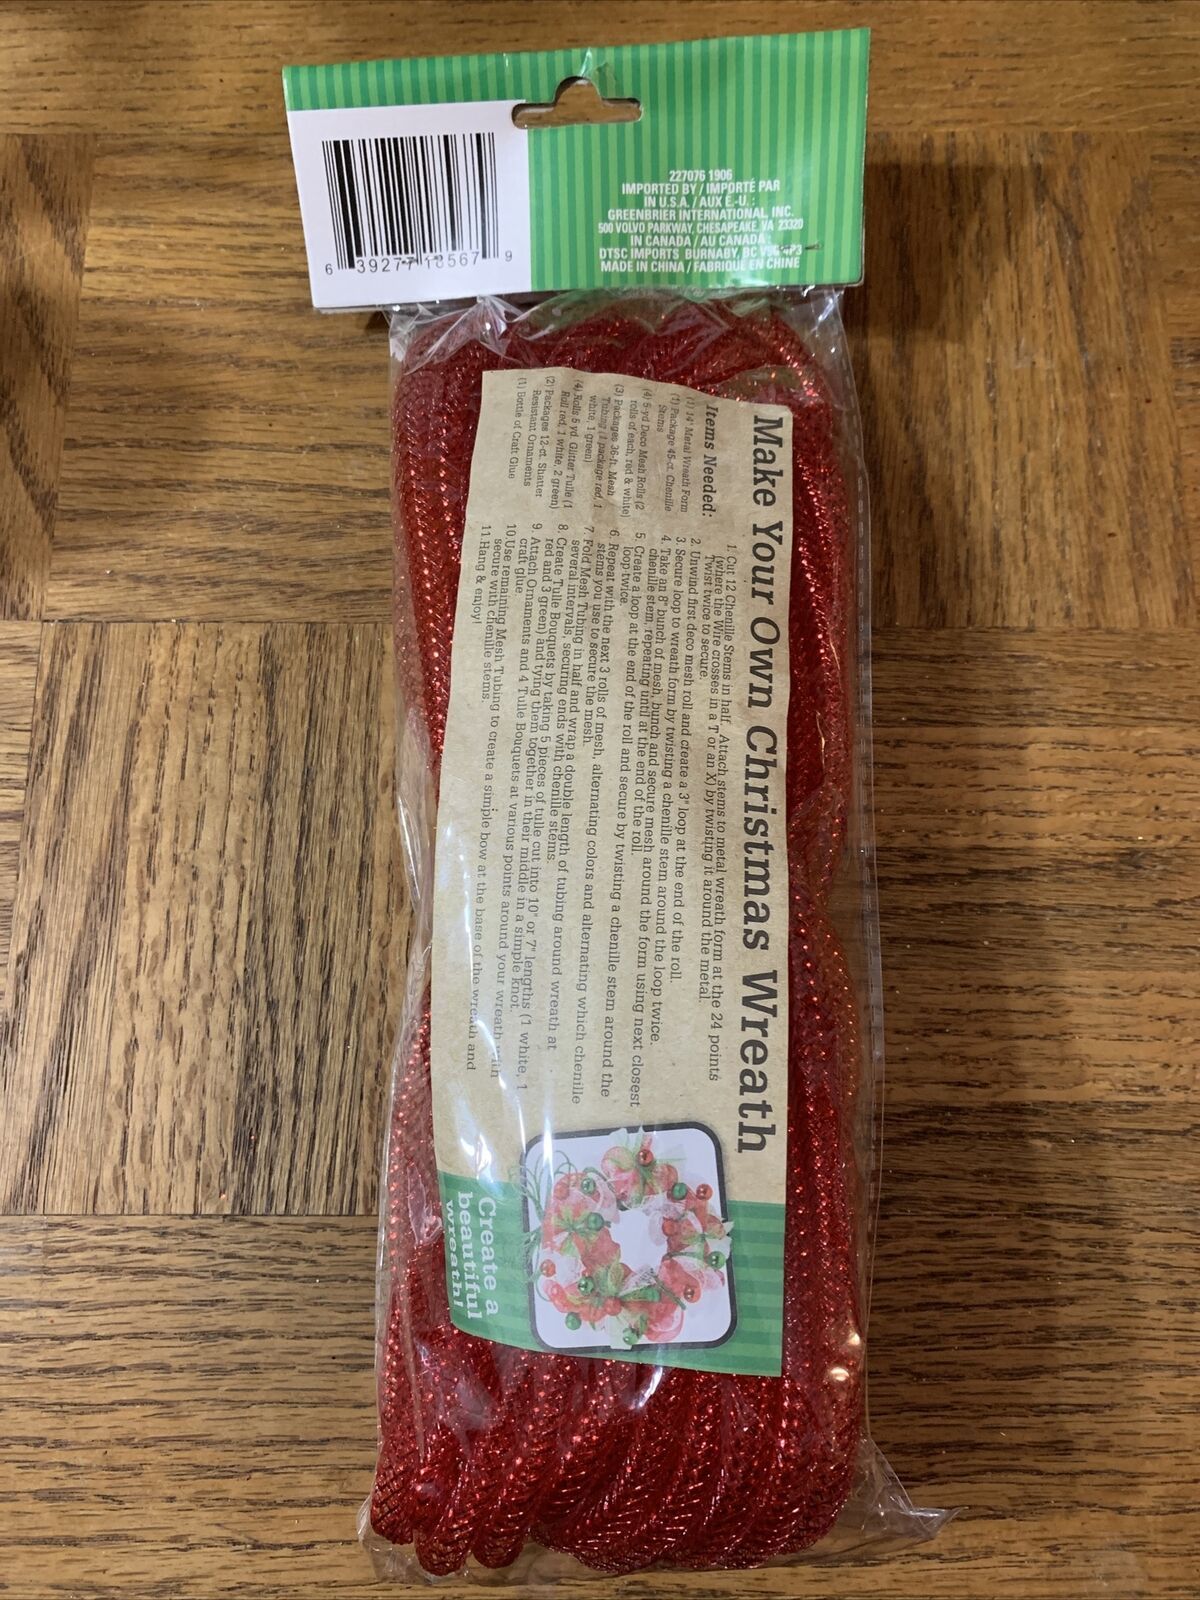 6 39277 18567 9
227076 1906
IMPORTED BY / IMPORTÉ PAR
IN U.S.A. / AUX É.-U. :
GREENBRIER INTERNATIONAL, INC.
500 VOLVO PARKWAY, CHESAPEAKE, VA 23320
IN CANADA / AU CANADA :
DTSC IMPORTS BURNABY, BC
MADE IN CHINA / FABRIQUÉ EN CHINE
Make Your Own Christmas Wreath
Items Needed:
(1) 14" Metal Wreath Form
(1) Package 45-ct. Chenille
Stems
(4) 5-yd Deco Mesh Rolls (2
rolls of each, red & white)
(3) Packages 36-ft. Mesh
Tubing (1 package red, 1
white, 1 green)
(4) Rolls 5 yd. Glitter Tulle (1
Roll red, 1 white, 2 green)
(2) Packages 12-ct. Shatter
Resistant Ornaments
(1) Bottle of Craft Glue
1. Cut 12 Chenille Stems in half. Attach stems to metal wreath form at the 24 points
(where the Wire crosses in a T or an X) by twisting it around the metal.
Twist twice to secure.
2. Unwind first deco mesh roll and create a 3" loop at the end of the roll.
3. Secure loop to wreath form by twisting a chenille stem around the loop twice.
4. Take an 8" bunch of mesh, bunch and secure mesh around the form using next closest
chenille stem, repeating until at the end of the roll.
5. Create a loop at the end of the roll and secure by twisting a chenille stem around the
loop twice.
6. Repeat with the next 3 rolls of mesh, alternating colors and alternating which chenille
stems you use to secure the mesh.
7. Fold Mesh Tubing in half and wrap a double length of tubing around wreath at
several intervals, securing ends with chenille stems.
8. Create Tulle Bouquets by taking 5 pieces of tulle cut into 10" or 7" lengths (1 white, 1
red and 3 green) and tying them together in their middle in a simple knot.
9. Attach Ornaments and 4 Tulle Bouquets at various points around your wreath with
craft glue.
10. Use remaining Mesh Tubing to create a simple bow at the base of the wreath and
secure with chenille stems.
11. Hang & enjoy!
Create a
beautiful
wreath!